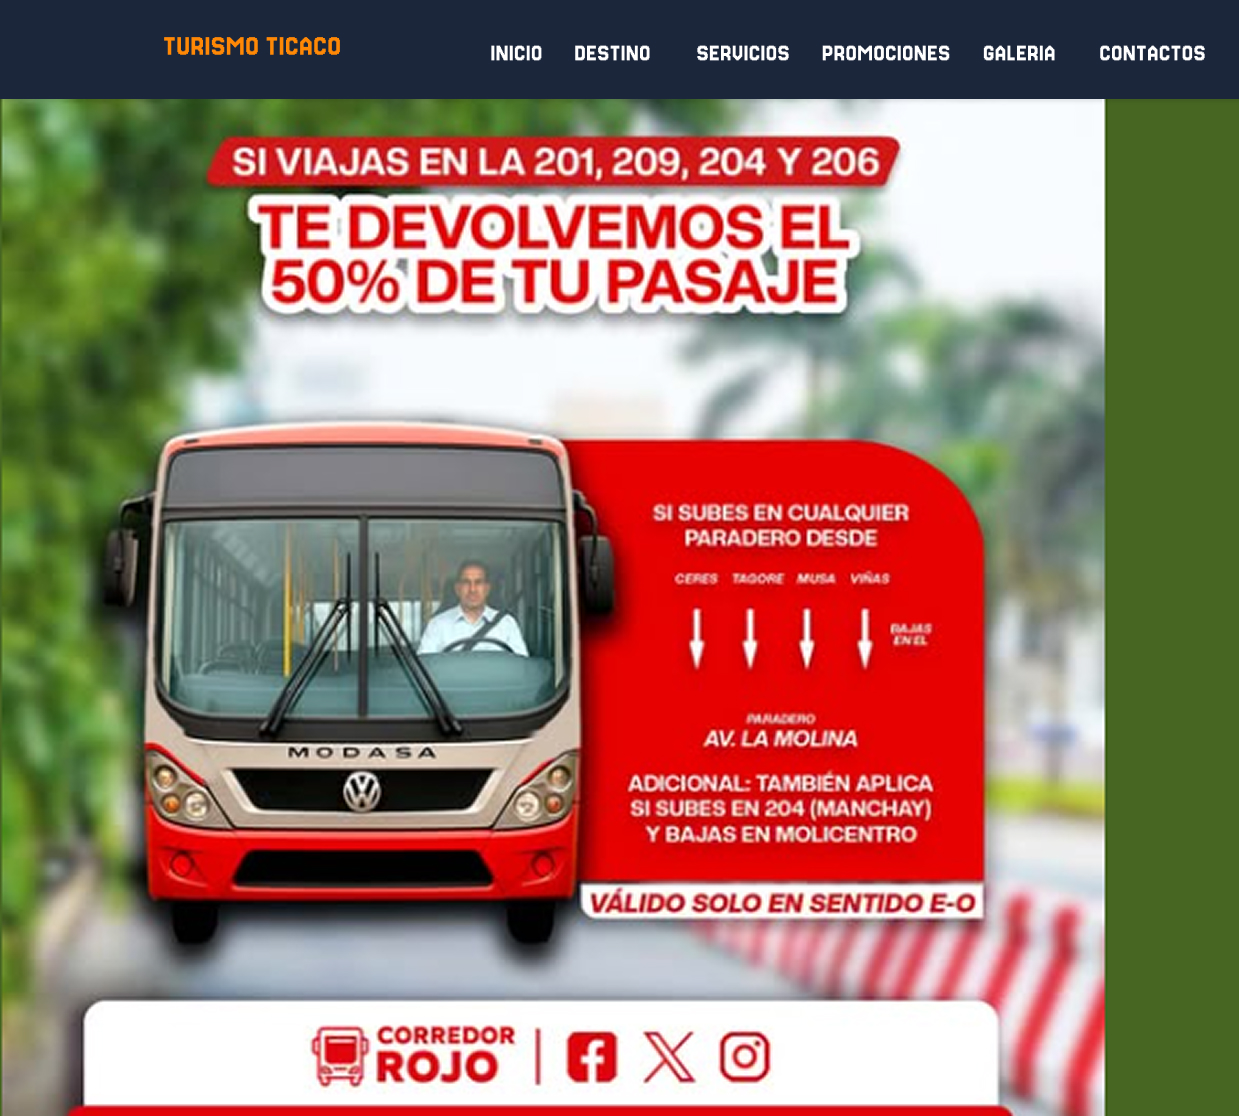 TURISMO TICACO
INICIO DESTINO SERVICIOS PROMOCIONES GALERIA CONTACTOS
SI VIAJAS EN LA 201, 209, 204 Y 206
TE DEVOLVEMOS EL
50% DE TU PASAJE
SI SUBES EN CUALQUIER
PARADERO DESDE
CERES TAGORE MUSA VIÑAS
BAJAS
EN EL
PARADERO
AV. LA MOLINA
ADICIONAL: TAMBIÉN APLICA
SI SUBES EN 204 (MANCHAY)
Y BAJAS EN MOLICENTRO
VÁLIDO SOLO EN SENTIDO E-O
MODASA
CORREDOR
ROJO